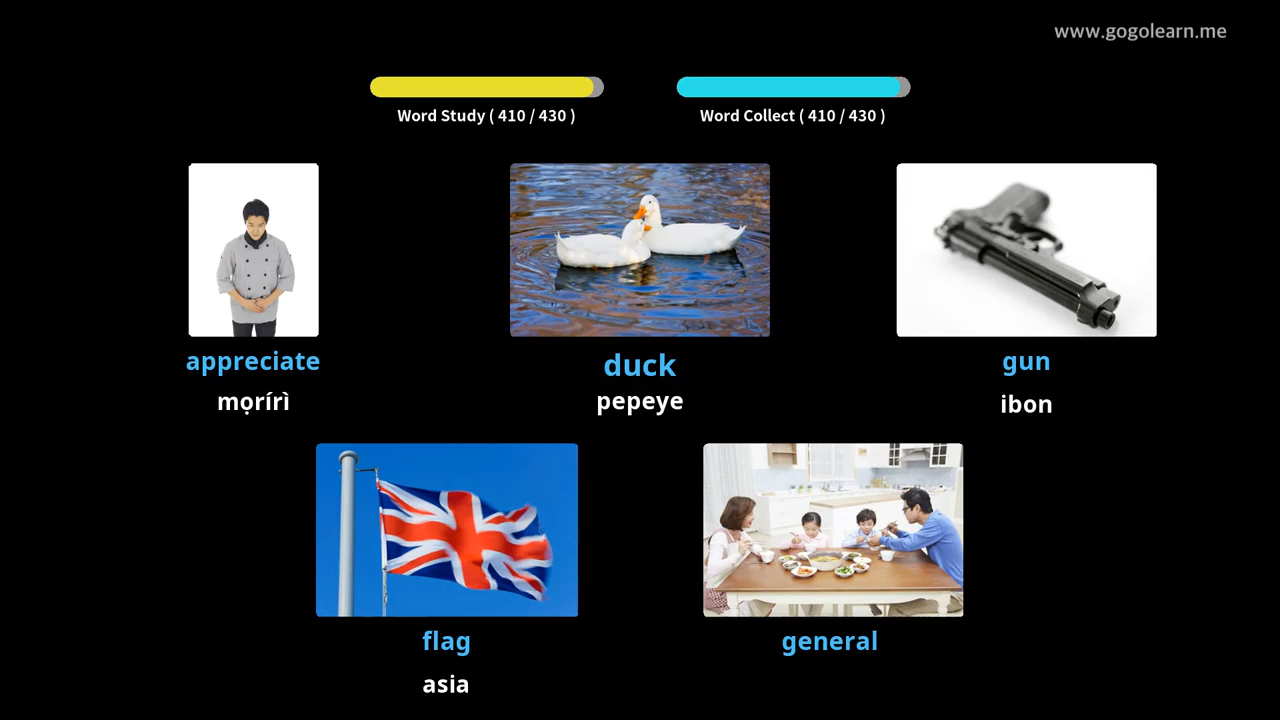 www.gogolearn.me
Word Study ( 410 / 430 )
Word Collect ( 410 / 430 )
appreciate
mọrírì
duck
pepeye
gun
ibon
flag
asia
general